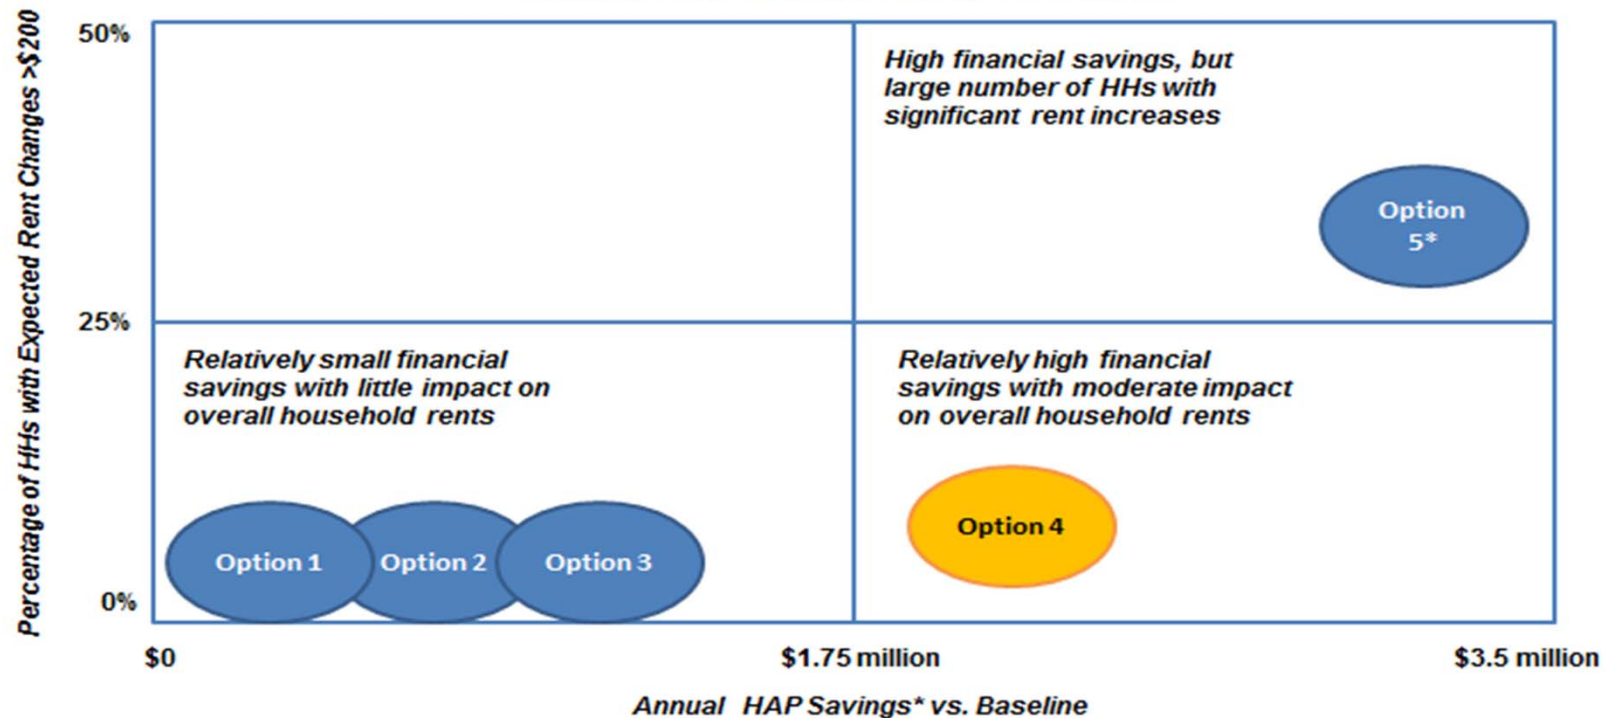 Percentage of HHs with Expected Rent Changes >$200
50%
High financial savings, but
large number of HHs with
significant rent increases
Option
5*
25%
Relatively small financial
savings with little impact on
overall household rents
Relatively high financial
savings with moderate impact
on overall household rents
Option 4
Option 1
Option 2
Option 3
0%
$0
$1.75 million
$3.5 million
Annual HAP Savings* vs. Baseline